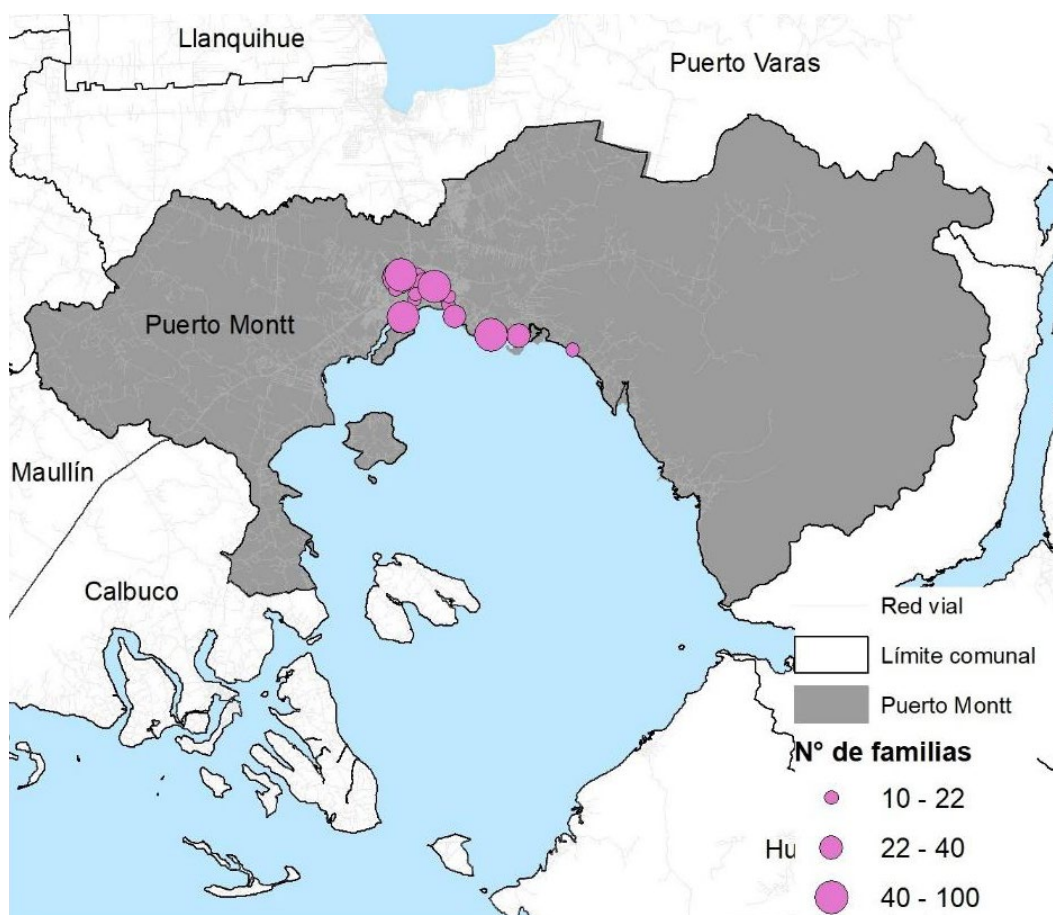 Llanquihue
Puerto Varas
Puerto Montt
Maullín
Calbuco
Red vial
Límite comunal
Puerto Montt
N° de familias
10 - 22
22 - 40
Hu
40 - 100